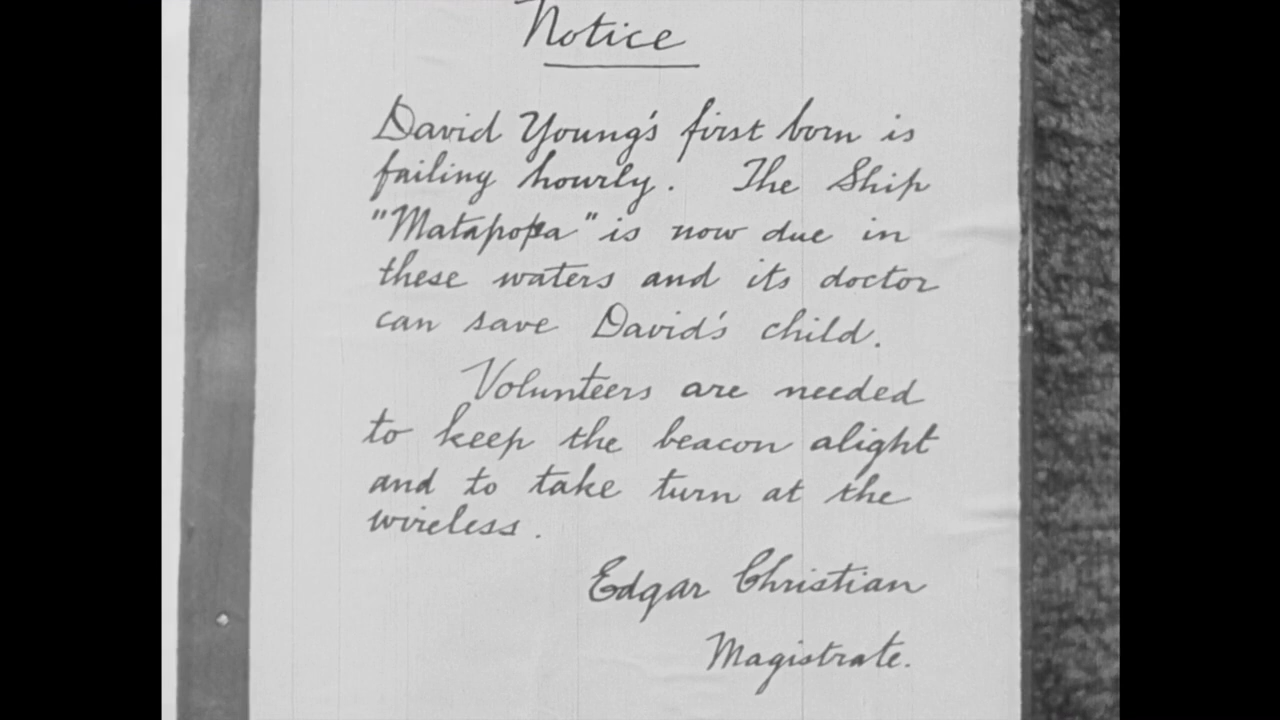 Notice
David Young's first born is
failing hourly. The Ship
"Matapopa" is now due in
these waters and its doctor
can save David's child.
Volunteers are needed
to keep the beacon alight
and to take turn at the
wireless.
Edgar Christian
Magistrate.